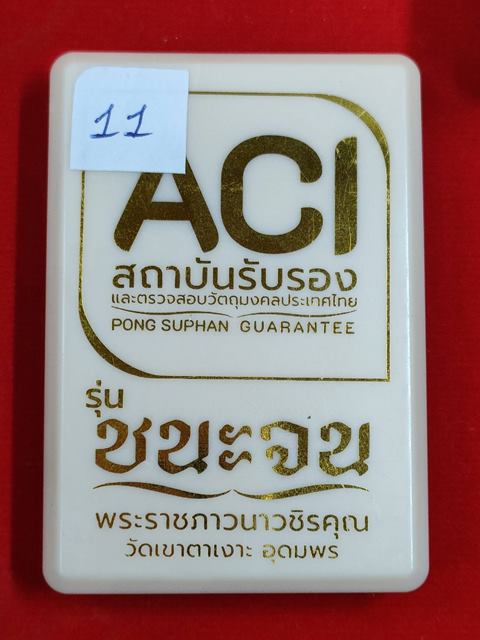 11
ACI
สถาบันรับรอง
และตรวจสอบวัตถุมงคลประเทศไทย
PONG SUPHAN GUARANTEE
รุ่น
ชนะจน
พระราชภาวนาวชิรคุณ
วัดเขาตาเงาะ อุดมพร